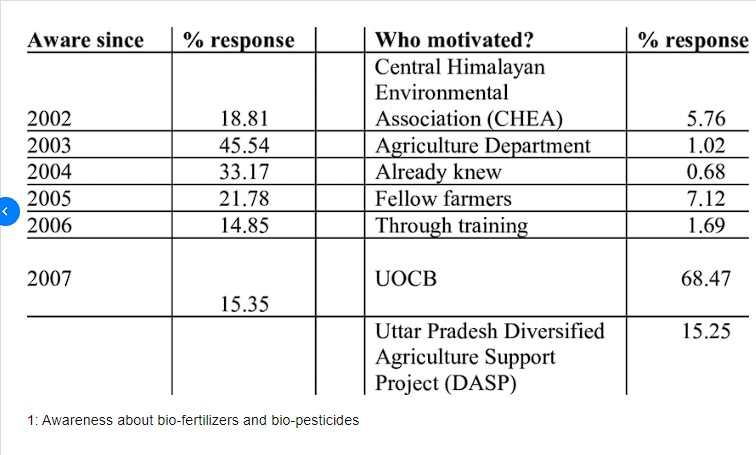 Aware since % response Who motivated? % response
Central Himalayan
Environmental
2002 18.81 Association (CHEA) 5.76
2003 45.54 Agriculture Department 1.02
2004 33.17 Already knew 0.68
2005 21.78 Fellow farmers 7.12
2006 14.85 Through training 1.69
2007 UOCB 68.47
15.35
Uttar Pradesh Diversified 15.25
Agriculture Support
Project (DASP)
1: Awareness about bio-fertilizers and bio-pesticides